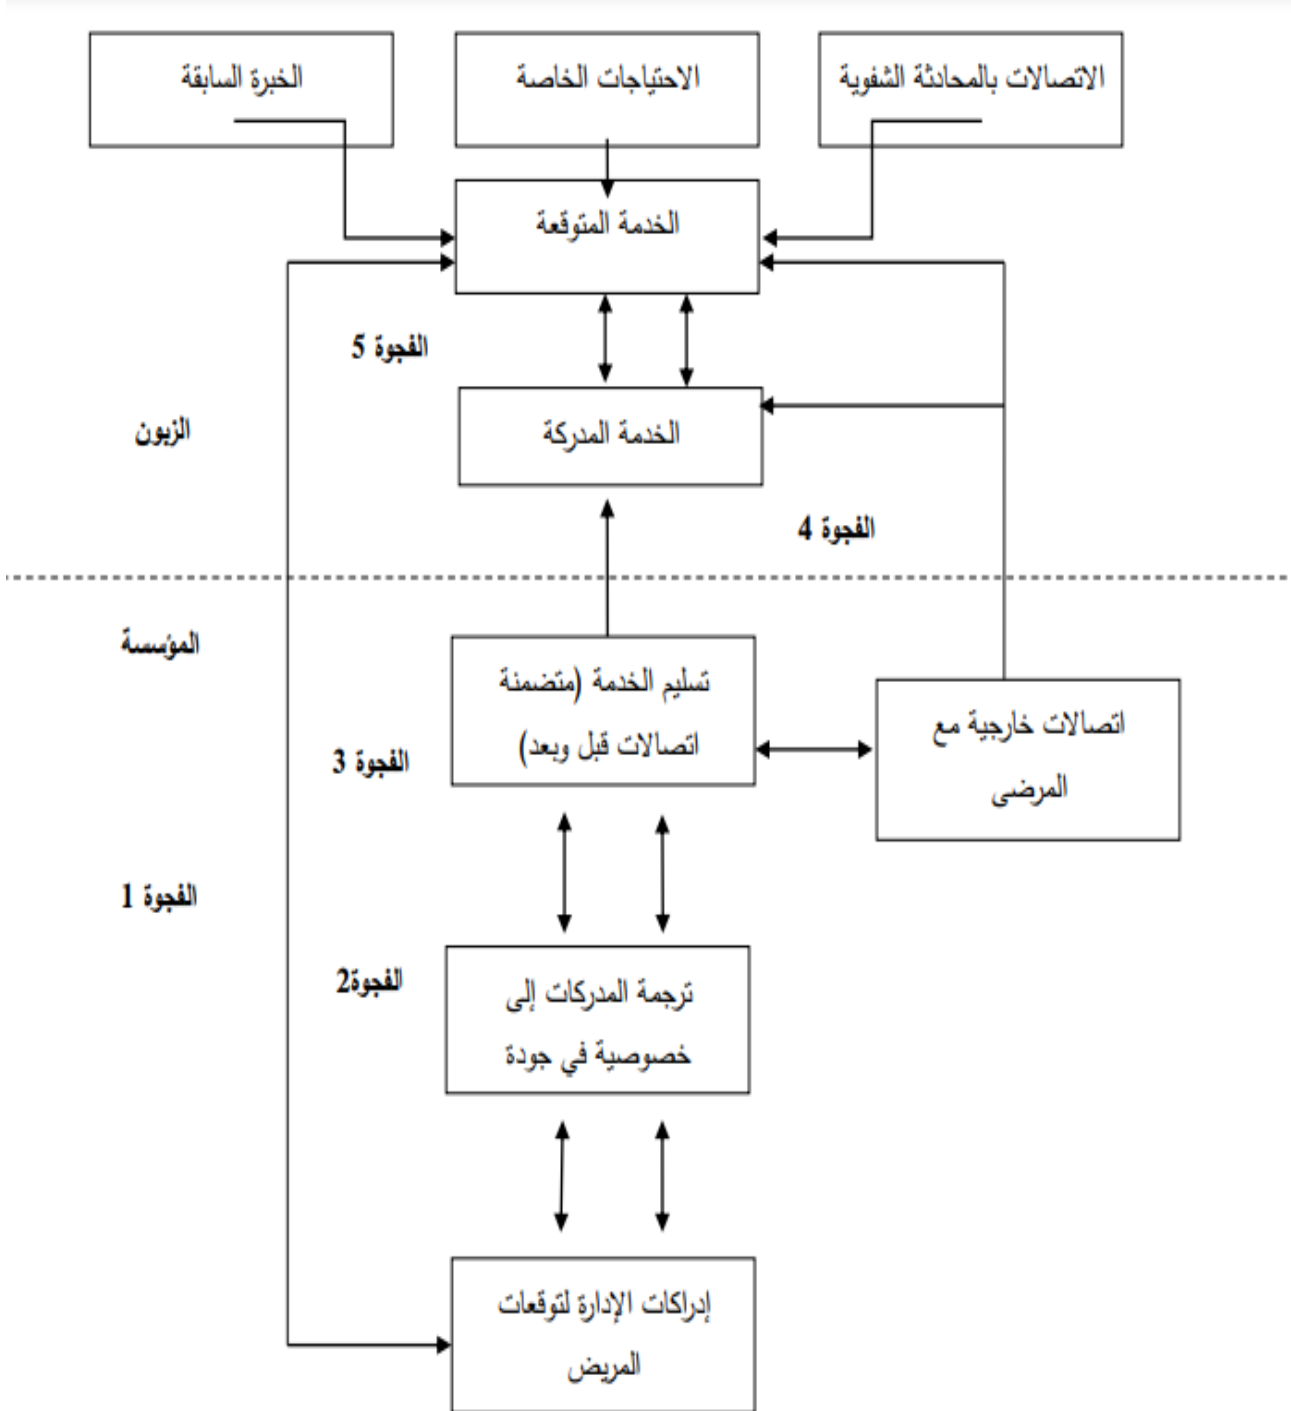 الاتصالات بالمحادثة الشفوية
الاحتياجات الخاصة
الخبرة السابقة
الخدمة المتوقعة
الفجوة 5
الخدمة المدركة
الزبون
الفجوة 4
المؤسسة
تسليم الخدمة (متضمنة
اتصالات قبل وبعد)
اتصالات خارجية مع
المرضى
الفجوة 3
الفجوة 1
الفجوة2
ترجمة المدركات إلى
خصوصية في جودة
إدراكات الإدارة لتوقعات
المريض